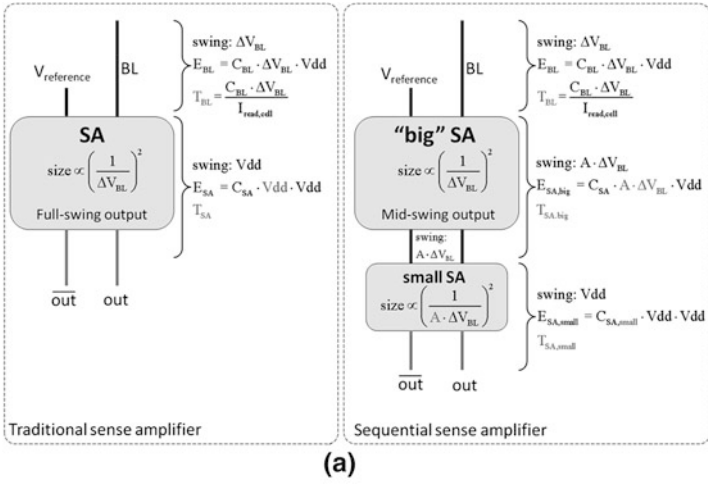 V_reference
BL
swing: ΔV_BL
E_BL = C_BL · ΔV_BL · Vdd
T_BL = C_BL · ΔV_BL / I_read,cell
SA
size ∝ (1 / ΔV_BL)²
Full-swing output
swing: Vdd
E_SA = C_SA · Vdd · Vdd
T_SA
out
out
Traditional sense amplifier
V_reference
BL
swing: ΔV_BL
E_BL = C_BL · ΔV_BL · Vdd
T_BL = C_BL · ΔV_BL / I_read,cell
“big” SA
size ∝ (1 / ΔV_BL)²
Mid-swing output
swing: A · ΔV_BL
E_SA,big = C_SA · A · ΔV_BL · Vdd
T_SA,big
swing:
A · ΔV_BL
small SA
size ∝ (1 / A · ΔV_BL)²
swing: Vdd
E_SA,small = C_SA,small · Vdd · Vdd
T_SA,small
out
out
Sequential sense amplifier
(a)